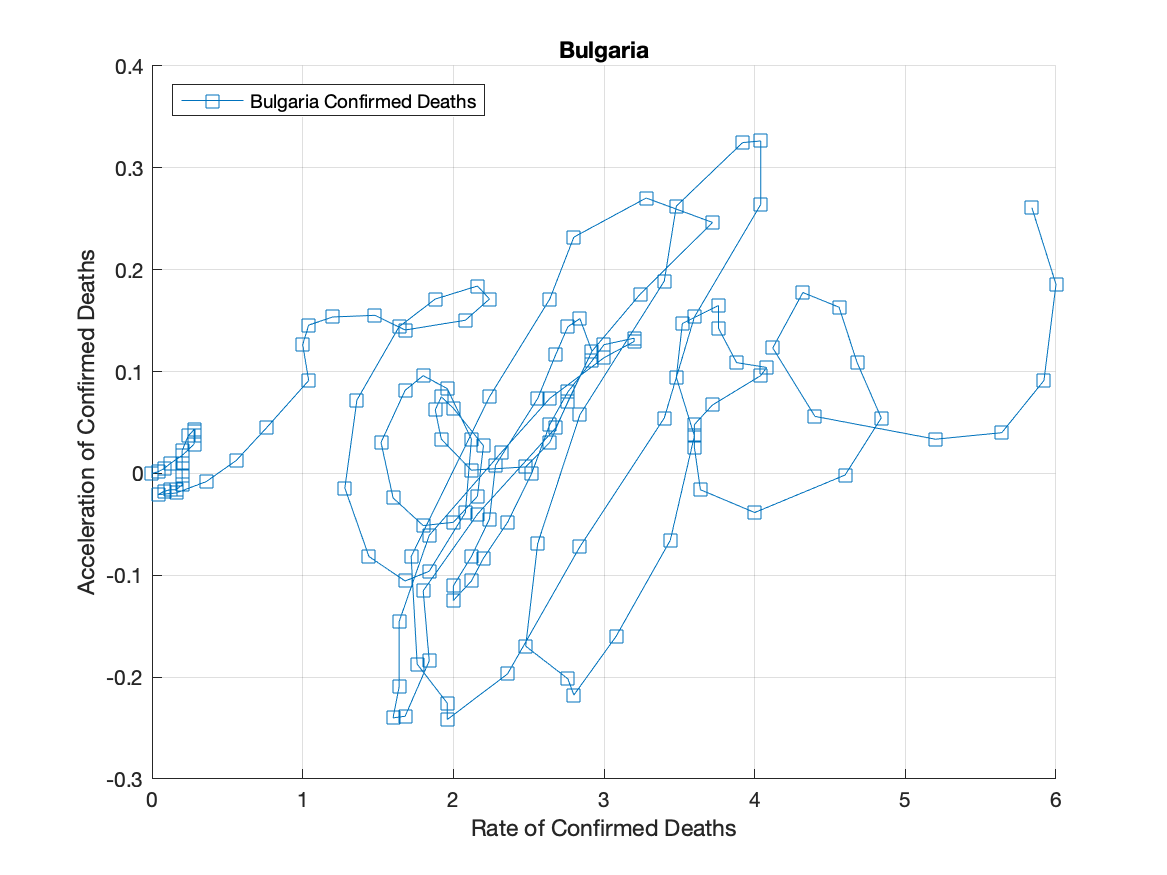 Bulgaria
Bulgaria Confirmed Deaths
Acceleration of Confirmed Deaths
0.4
0.3
0.2
0.1
0
-0.1
-0.2
-0.3
0 1 2 3 4 5 6
Rate of Confirmed Deaths